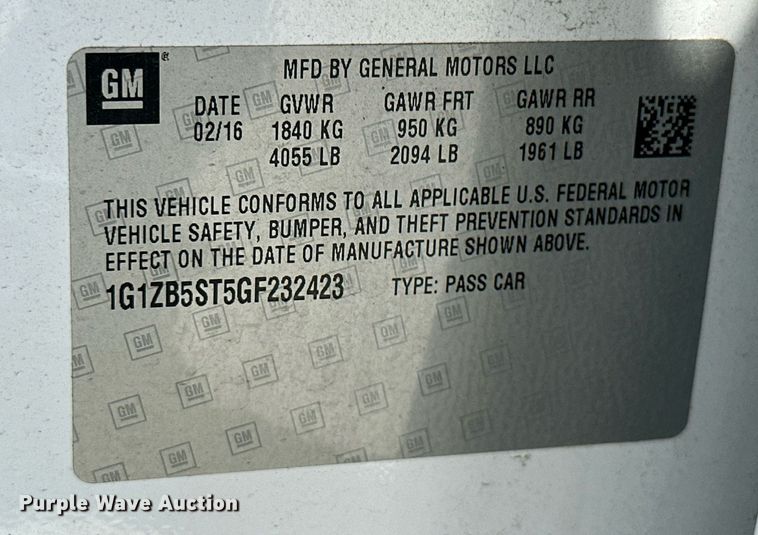 GM
MFD BY GENERAL MOTORS LLC
DATE GVWR GAWR FRT GAWR RR
02/16 1840 KG 950 KG 890 KG
4055 LB 2094 LB 1961 LB
THIS VEHICLE CONFORMS TO ALL APPLICABLE U.S. FEDERAL MOTOR
VEHICLE SAFETY, BUMPER, AND THEFT PREVENTION STANDARDS IN
EFFECT ON THE DATE OF MANUFACTURE SHOWN ABOVE.
1G1ZB5ST5GF232423 TYPE: PASS CAR
Purple Wave Auction